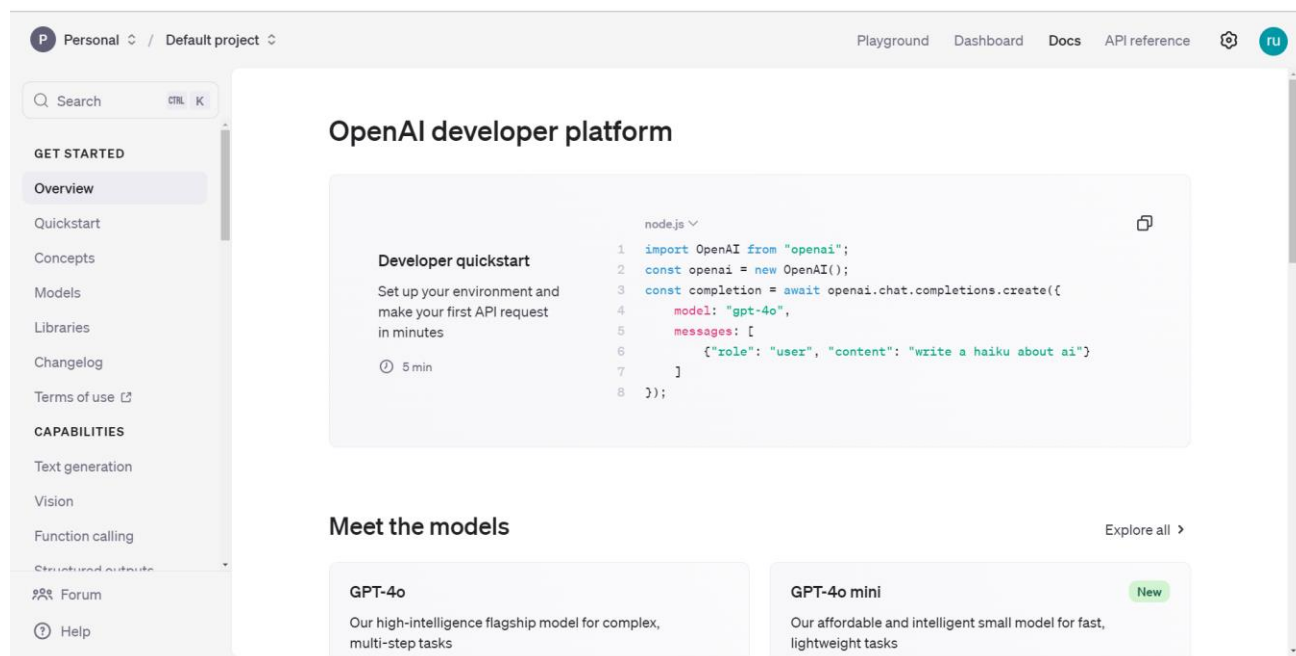 P Personal / Default project
Playground Dashboard Docs API reference ru
Search CTRL K
GET STARTED
Overview
Quickstart
Concepts
Models
Libraries
Changelog
Terms of use
CAPABILITIES
Text generation
Vision
Function calling
Structured outputs
Forum
Help
OpenAI developer platform
Developer quickstart
Set up your environment and
make your first API request
in minutes
5 min
node.js
1 import OpenAI from "openai";
2 const openai = new OpenAI();
3 const completion = await openai.chat.completions.create({
4 model: "gpt-4o",
5 messages: [
6 {"role": "user", "content": "write a haiku about ai"}
7 ]
8 });
Meet the models
Explore all
GPT-4o
Our high-intelligence flagship model for complex,
multi-step tasks
GPT-4o mini
New
Our affordable and intelligent small model for fast,
lightweight tasks